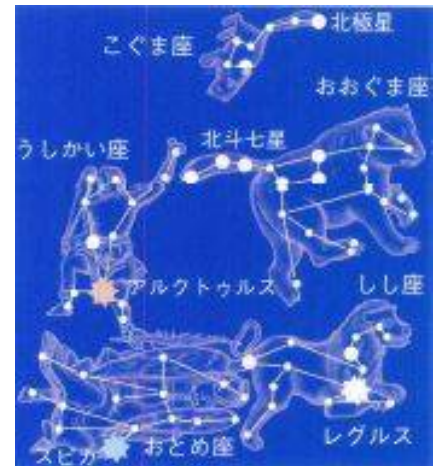 北極星
こぐま座
おおぐま座
北斗七星
うしかい座
アルクトゥルス
しし座
スピカ
おとめ座
レグルス